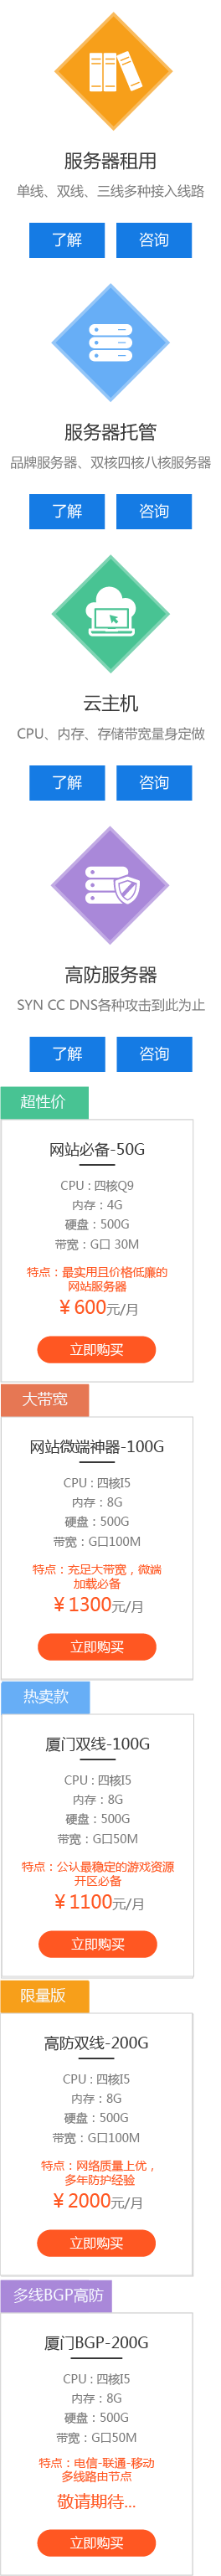 服务器租用
单线、双线、三线多种接入线路
了解 咨询
服务器托管
品牌服务器、双核四核八核服务器
了解 咨询
云主机
CPU、内存、存储带宽量身定做
了解 咨询
高防服务器
SYN CC DNS各种攻击到此为止
了解 咨询
超性价
网站必备-50G
CPU : 四核Q9
内存：4G
硬盘：500G
带宽：G口 30M
特点：最实用且价格低廉的
网站服务器
￥600元/月
立即购买
大带宽
网站微端神器-100G
CPU : 四核I5
内存：8G
硬盘：500G
带宽：G口100M
特点：充足大带宽，微端
加载必备
￥1300元/月
立即购买
热卖款
厦门双线-100G
CPU : 四核I5
内存：8G
硬盘：500G
带宽：G口50M
特点：公认最稳定的游戏资源
开区必备
￥1100元/月
立即购买
限量版
高防双线-200G
CPU : 四核I5
内存：8G
硬盘：500G
带宽：G口100M
特点：网络质量上优，
多年防护经验
￥2000元/月
立即购买
多线BGP高防
厦门BGP-200G
CPU : 四核I5
内存：8G
硬盘：500G
带宽：G口50M
特点：电信-联通-移动
多线路由节点
敬请期待...
立即购买